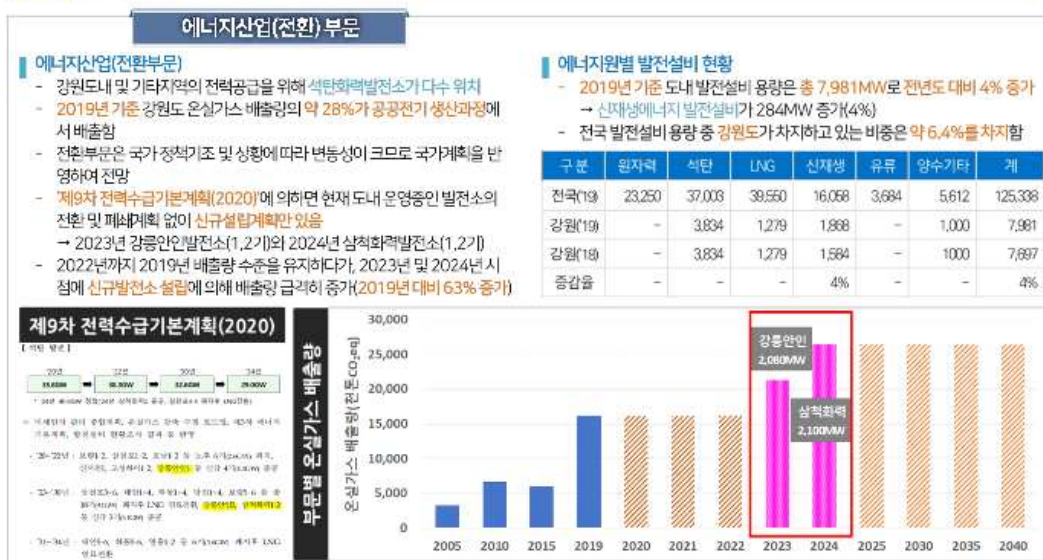 에너지산업(전환) 부문
에너지산업(전환부문)
- 강원도내 및 기타지역의 전력공급을 위해 석탄화력발전소가 다수 위치
- 2019년 기준 강원도 온실가스 배출량의 약 28%가 공공전기 생산과정에
서 배출함
- 전환부문은 국가 정책기조 및 상황에 따라 변동성이 크므로 국가계획을 반
영하여 전망
- '제9차 전력수급기본계획(2020)'에 의하면 현재 도내 운영중인 발전소의
전환 및 폐쇄계획 없이 신규설립계획만 있음
→ 2023년 강릉안인발전소(1,2기)와 2024년 삼척화력발전소(1,2기)
- 2022년까지 2019년 배출량 수준을 유지하다가, 2023년 및 2024년 시
점에 신규발전소 설립에 의해 배출량 급격히 증가(2019년 대비 63% 증가)
에너지원별 발전설비 현황
- 2019년 기준 도내 발전설비 용량은 총 7,981MW로 전년도 대비 4% 증가
→ 신재생에너지 발전설비가 284MW 증가(4%)
- 전국 발전설비 용량 중 강원도가 차지하고 있는 비중은 약 6.4%를 차지함
구분 원자력 석탄 LNG 신재생 유류 양수기타 계
전국('19) 23,250 37,003 39,550 16,058 3,684 5,612 125,338
강원('19) - 3,834 1,279 1,868 - 1,000 7,981
강원('18) - 3,834 1,279 1,584 - 1000 7,697
증감율 - - - 4% - - 4%
제9차 전력수급기본계획(2020)
[석탄 발전]
부문별 온실가스 배출량
온실가스 배출량(천톤CO₂eq)
30,000
25,000
20,000
15,000
10,000
5,000
0
강릉안인
2,080MW
삼척화력
2,100MW
2005 2010 2015 2019 2020 2021 2022 2023 2024 2025 2030 2035 2040